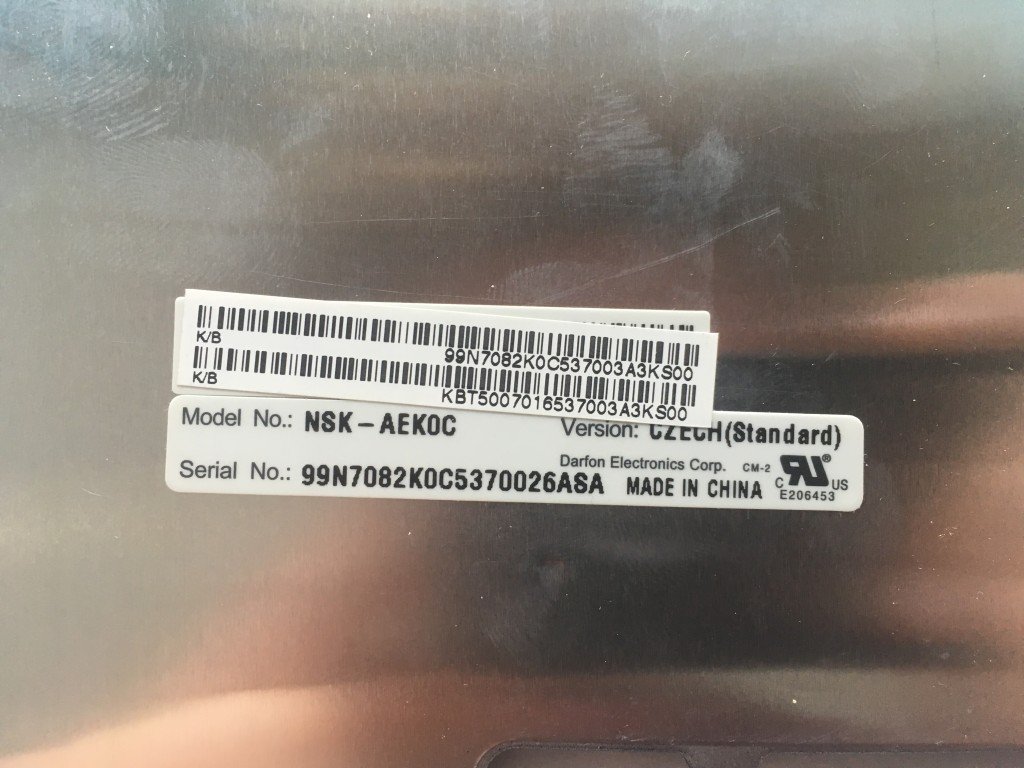 K/B
99N7082K0C537003A3KS00
K/B
KBT5007016537003A3KS00
Model No.: NSK-AEK0C Version: CZECH(Standard)
Serial No.: 99N7082K0C5370026ASA Darfon Electronics Corp. MADE IN CHINA CM-2 C RU ® US E206453